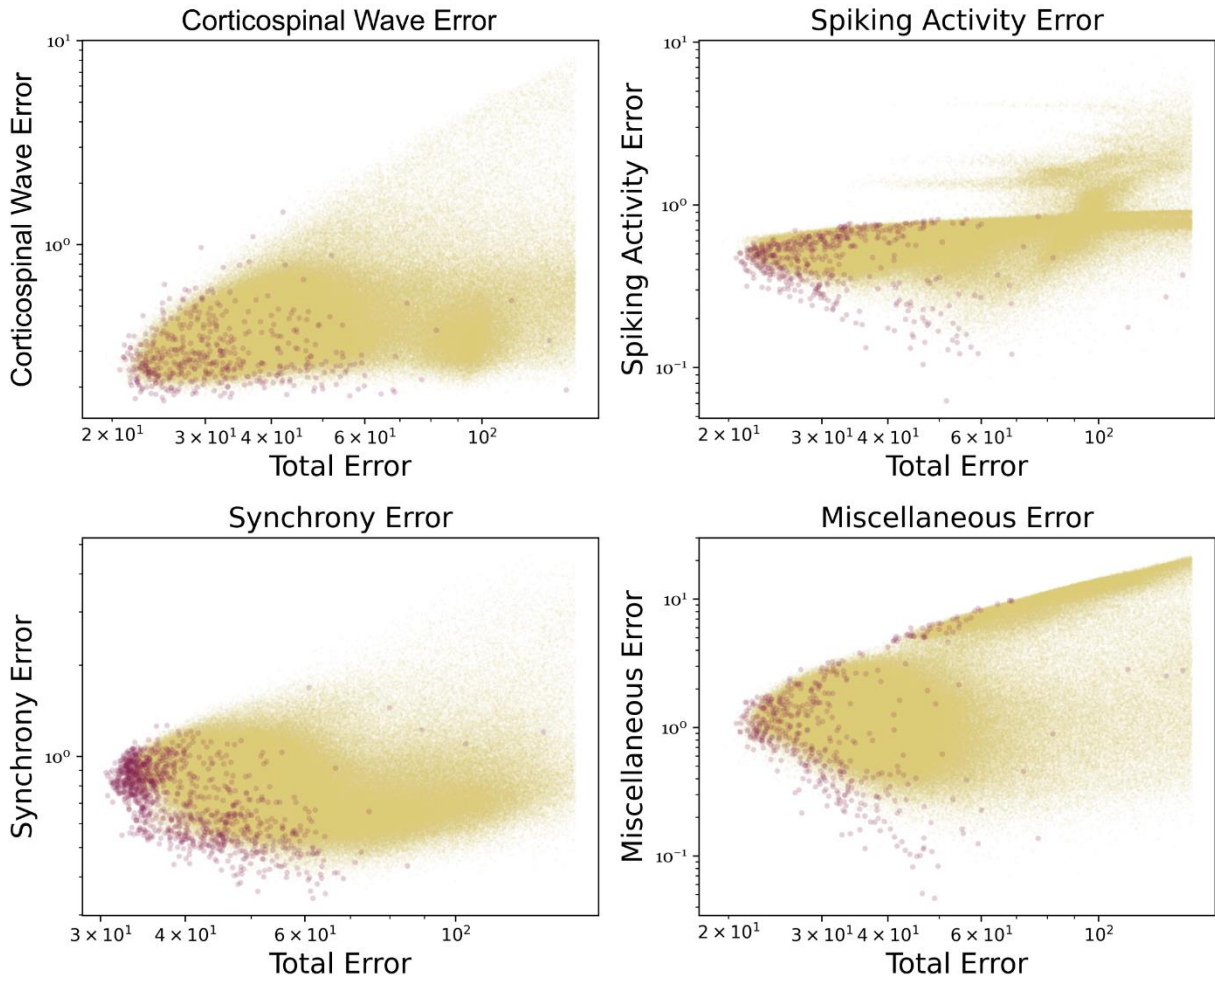 Corticospinal Wave Error
Corticospinal Wave Error
10¹
10⁰
2 × 10¹ 3 × 10¹ 4 × 10¹ 6 × 10¹ 10²
Total Error
Spiking Activity Error
Spiking Activity Error
10¹
10⁰
10⁻¹
2 × 10¹ 3 × 10¹ 4 × 10¹ 6 × 10¹ 10²
Total Error
Synchrony Error
Synchrony Error
10⁰
3 × 10¹ 4 × 10¹ 6 × 10¹ 10²
Total Error
Miscellaneous Error
Miscellaneous Error
10¹
10⁰
10⁻¹
2 × 10¹ 3 × 10¹ 4 × 10¹ 6 × 10¹ 10²
Total Error